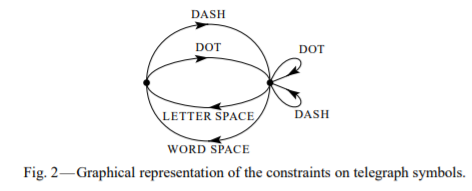 DASH
DOT
DOT
LETTER SPACE
DASH
WORD SPACE
Fig. 2—Graphical representation of the constraints on telegraph symbols.